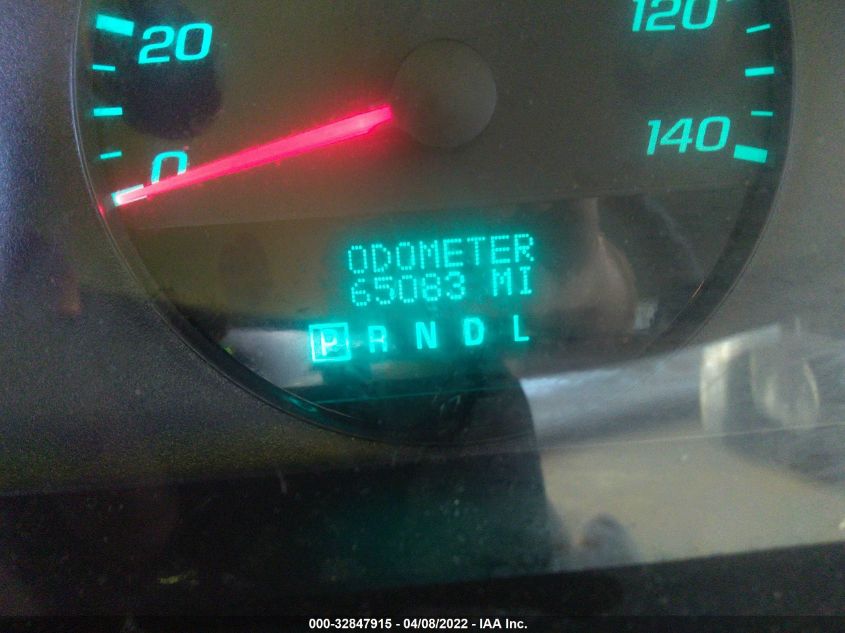 20
120
0
140
ODOMETER
65083 MI
P R N D L
000-32847915 - 04/08/2022 - IAA Inc.